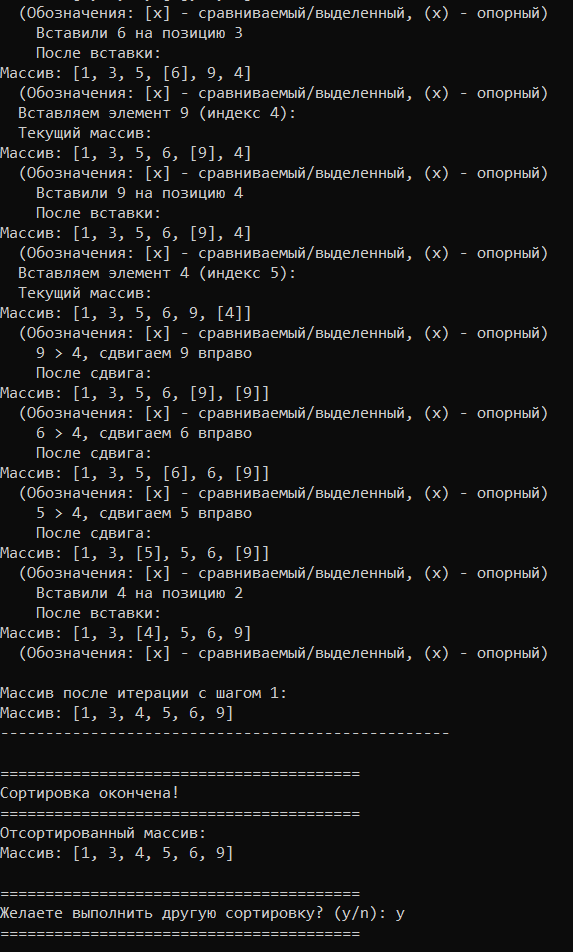 (Обозначения: [x] - сравниваемый/выделенный, (x) - опорный)
Вставили 6 на позицию 3
После вставки:
Массив: [1, 3, 5, [6], 9, 4]
(Обозначения: [x] - сравниваемый/выделенный, (x) - опорный)
Вставляем элемент 9 (индекс 4):
Текущий массив:
Массив: [1, 3, 5, 6, [9], 4]
(Обозначения: [x] - сравниваемый/выделенный, (x) - опорный)
Вставили 9 на позицию 4
После вставки:
Массив: [1, 3, 5, 6, [9], 4]
(Обозначения: [x] - сравниваемый/выделенный, (x) - опорный)
Вставляем элемент 4 (индекс 5):
Текущий массив:
Массив: [1, 3, 5, 6, 9, [4]]
(Обозначения: [x] - сравниваемый/выделенный, (x) - опорный)
9 > 4, сдвигаем 9 вправо
После сдвига:
Массив: [1, 3, 5, 6, [9], [9]]
(Обозначения: [x] - сравниваемый/выделенный, (x) - опорный)
6 > 4, сдвигаем 6 вправо
После сдвига:
Массив: [1, 3, 5, [6], 6, [9]]
(Обозначения: [x] - сравниваемый/выделенный, (x) - опорный)
5 > 4, сдвигаем 5 вправо
После сдвига:
Массив: [1, 3, [5], 5, 6, [9]]
(Обозначения: [x] - сравниваемый/выделенный, (x) - опорный)
Вставили 4 на позицию 2
После вставки:
Массив: [1, 3, [4], 5, 6, 9]
(Обозначения: [x] - сравниваемый/выделенный, (x) - опорный)
Массив после итерации с шагом 1:
Массив: [1, 3, 4, 5, 6, 9]
--------------------------------------------------
========================================
Сортировка окончена!
========================================
Отсортированный массив:
Массив: [1, 3, 4, 5, 6, 9]
========================================
Желаете выполнить другую сортировку? (y/n): y
========================================